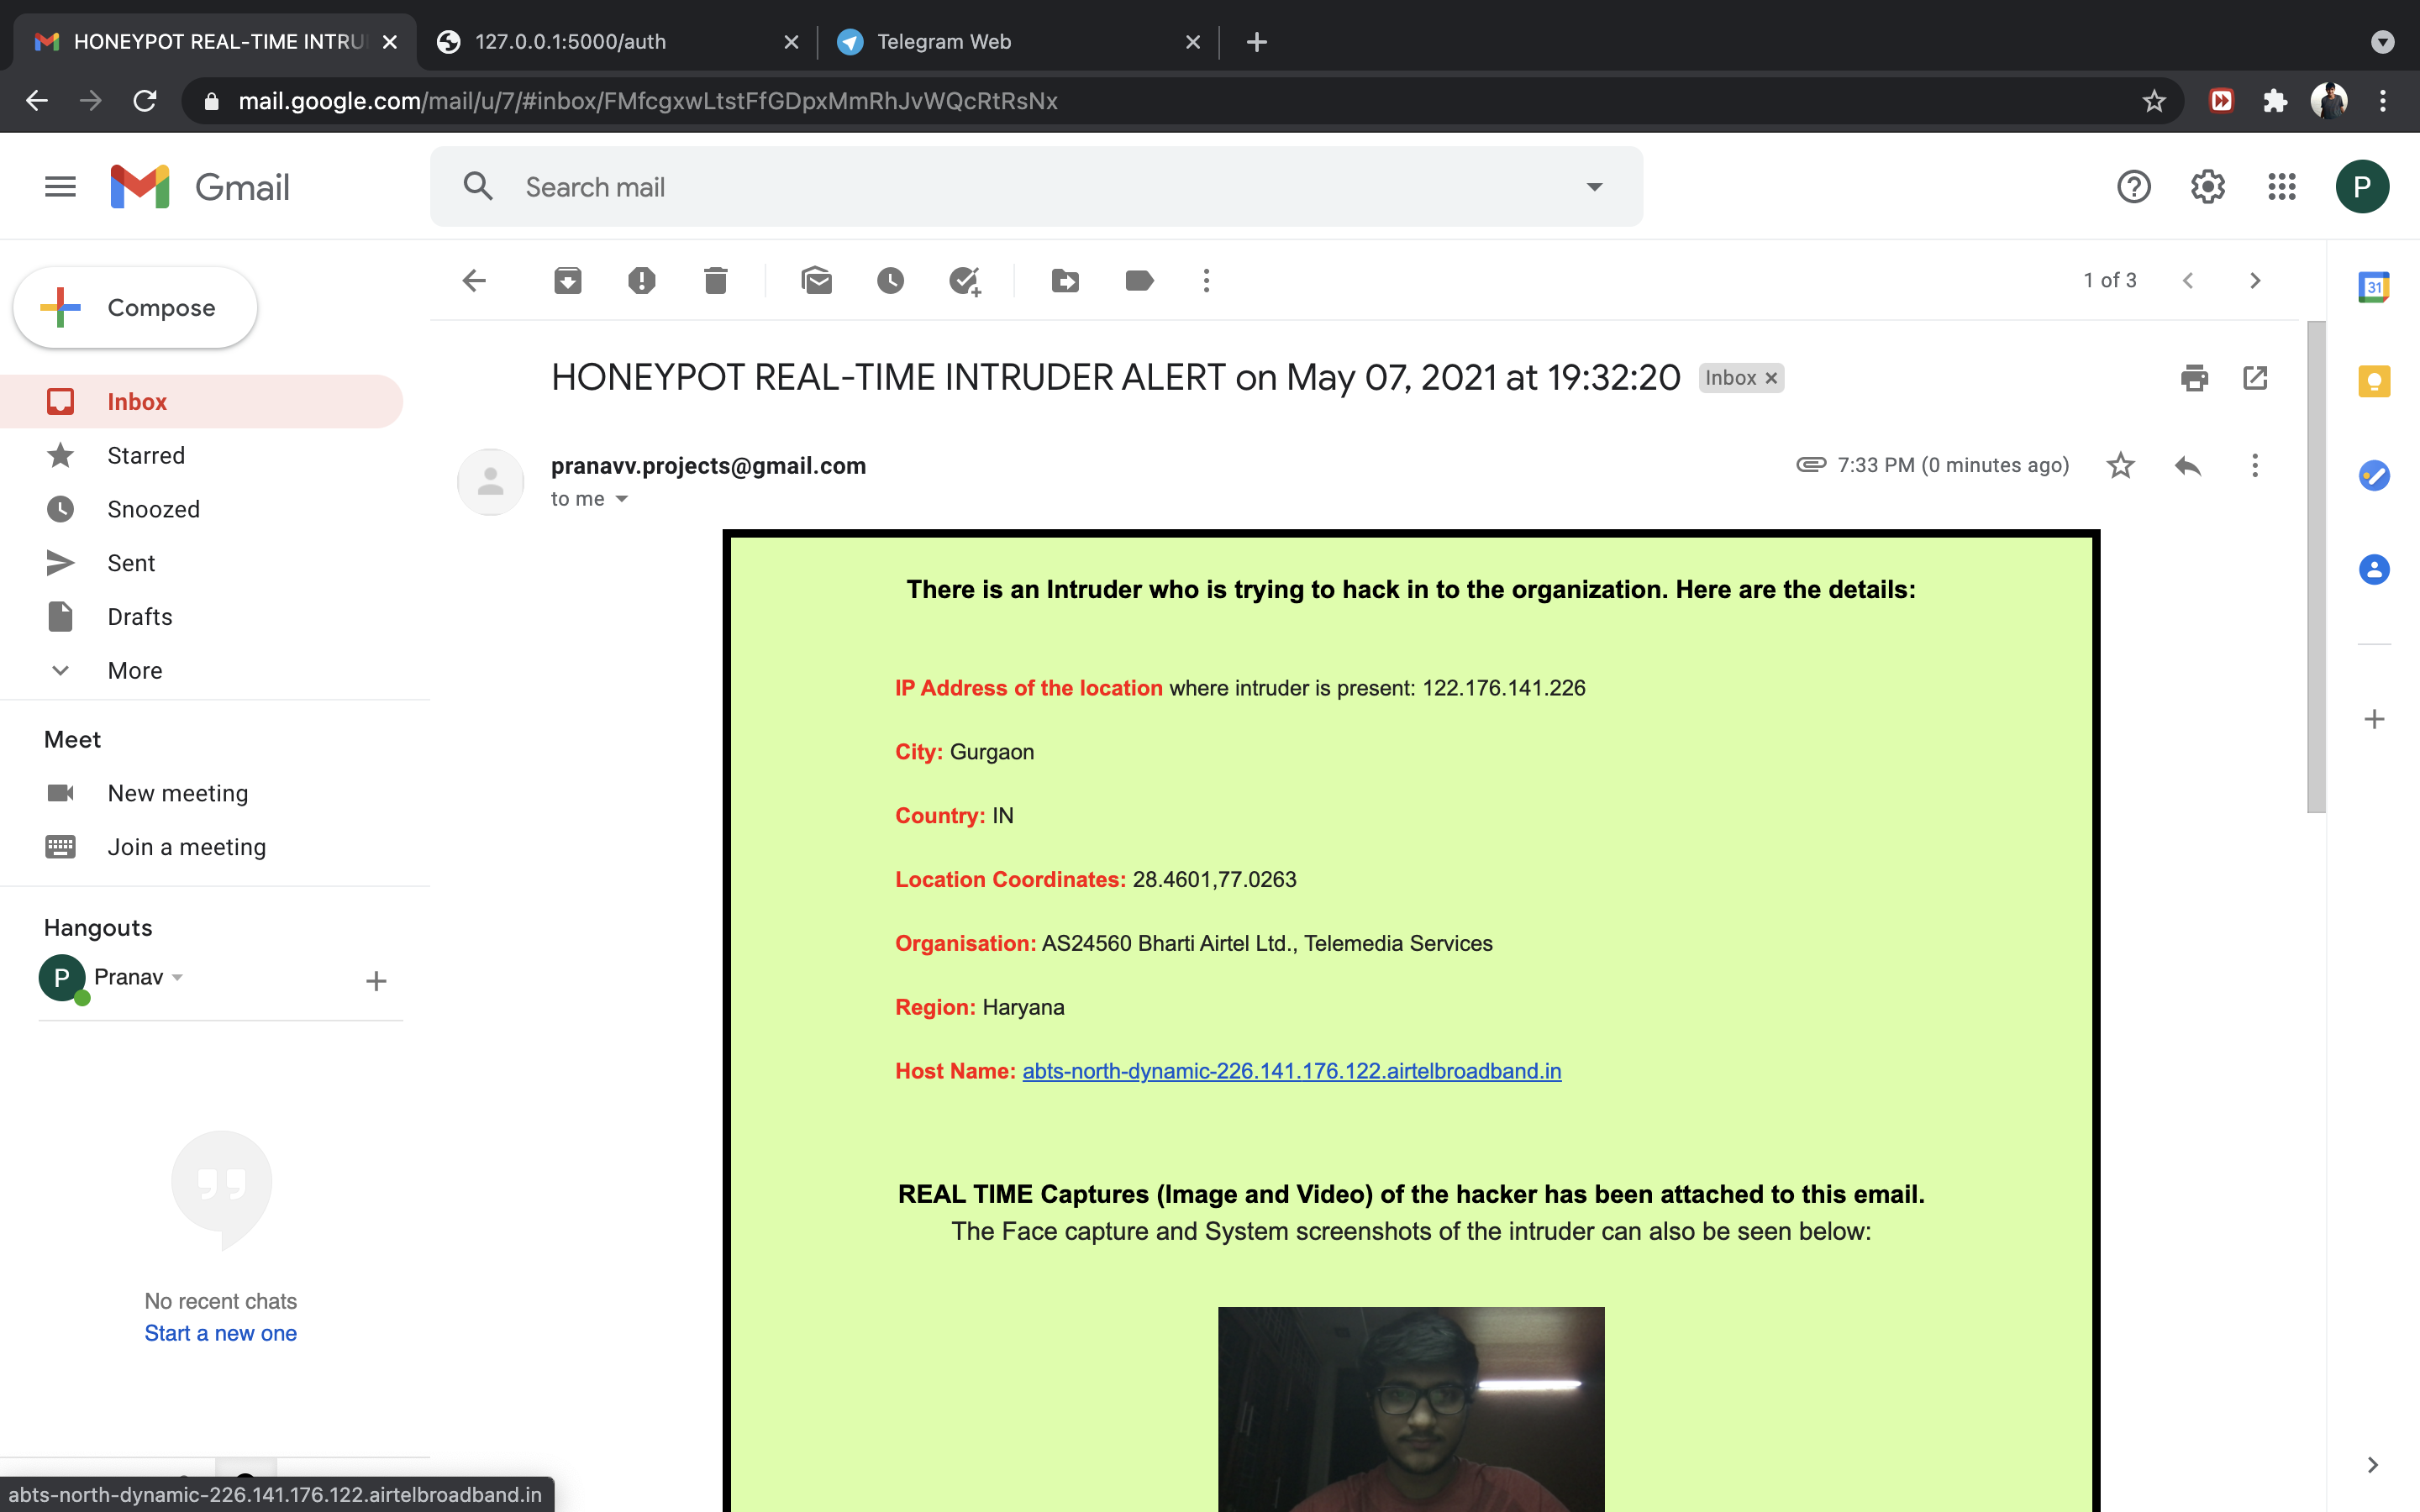 HONEYPOT REAL-TIME INTRU
127.0.0.1:5000/auth
Telegram Web
mail.google.com/mail/u/7/#inbox/FMfcgxwLtstFfGDpxMmRhJvWQcRtRsNx
Gmail
Search mail
P
Compose
1 of 3
31
HONEYPOT REAL-TIME INTRUDER ALERT on May 07, 2021 at 19:32:20
Inbox
Inbox
Starred
Snoozed
Sent
Drafts
More
pranavv.projects@gmail.com
7:33 PM (0 minutes ago)
to me
There is an Intruder who is trying to hack in to the organization. Here are the details:
IP Address of the location where intruder is present: 122.176.141.226
City: Gurgaon
Country: IN
Location Coordinates: 28.4601,77.0263
Organisation: AS24560 Bharti Airtel Ltd., Telemedia Services
Region: Haryana
Host Name: abts-north-dynamic-226.141.176.122.airtelbroadband.in
REAL TIME Captures (Image and Video) of the hacker has been attached to this email.
The Face capture and System screenshots of the intruder can also be seen below:
Meet
New meeting
Join a meeting
Hangouts
P
Pranav
No recent chats
Start a new one
abts-north-dynamic-226.141.176.122.airtelbroadband.in